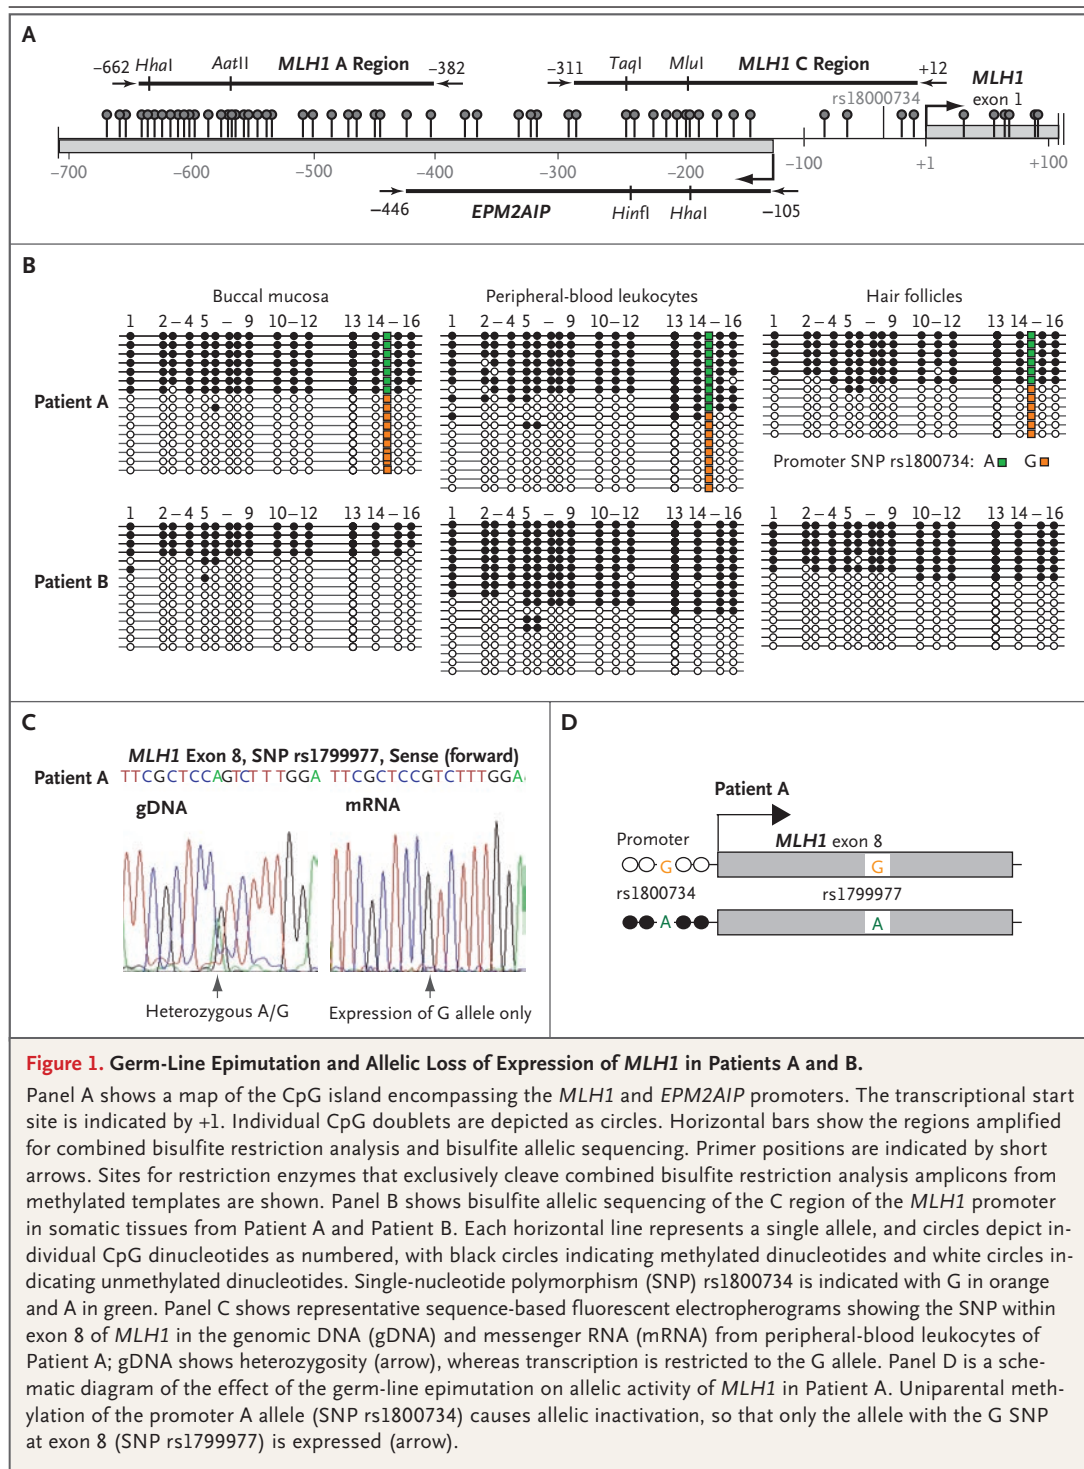 A
–662
HhaI
AatII
MLH1 A Region
–382
–311
TaqI
MluI
MLH1 C Region
+12
MLH1
exon 1
rs18000734
–700
–600
–500
–400
–300
–200
–100
+1
+100
–446
EPM2AIP
HinfI
HhaI
–105
B
Buccal mucosa
Peripheral-blood leukocytes
Hair follicles
1 2–4 5 – 9 10–12 13 14 – 16
1 2–4 5 – 9 10–12 13 14 – 16
1 2–4 5 – 9 10–12 13 14 – 16
Patient A
Promoter SNP rs1800734: A G
1 2–4 5 – 9 10–12 13 14 – 16
1 2–4 5 – 9 10–12 13 14 – 16
1 2–4 5 – 9 10–12 13 14 – 16
Patient B
C
MLH1 Exon 8, SNP rs1799977, Sense (forward)
Patient A TTCGCTCCAGTCTTTGGA TTCGCTCCGTCTTTGGA
gDNA
mRNA
Heterozygous A/G
Expression of G allele only
D
Patient A
Promoter
MLH1 exon 8
G
G
rs1800734
rs1799977
A
A
Figure 1. Germ-Line Epimutation and Allelic Loss of Expression of MLH1 in Patients A and B.
Panel A shows a map of the CpG island encompassing the MLH1 and EPM2AIP promoters. The transcriptional start
site is indicated by +1. Individual CpG doublets are depicted as circles. Horizontal bars show the regions amplified
for combined bisulfite restriction analysis and bisulfite allelic sequencing. Primer positions are indicated by short
arrows. Sites for restriction enzymes that exclusively cleave combined bisulfite restriction analysis amplicons from
methylated templates are shown. Panel B shows bisulfite allelic sequencing of the C region of the MLH1 promoter
in somatic tissues from Patient A and Patient B. Each horizontal line represents a single allele, and circles depict in-
dividual CpG dinucleotides as numbered, with black circles indicating methylated dinucleotides and white circles in-
dicating unmethylated dinucleotides. Single-nucleotide polymorphism (SNP) rs1800734 is indicated with G in orange
and A in green. Panel C shows representative sequence-based fluorescent electropherograms showing the SNP within
exon 8 of MLH1 in the genomic DNA (gDNA) and messenger RNA (mRNA) from peripheral-blood leukocytes of
Patient A; gDNA shows heterozygosity (arrow), whereas transcription is restricted to the G allele. Panel D is a sche-
matic diagram of the effect of the germ-line epimutation on allelic activity of MLH1 in Patient A. Uniparental meth-
ylation of the promoter A allele (SNP rs1800734) causes allelic inactivation, so that only the allele with the G SNP
at exon 8 (SNP rs1799977) is expressed (arrow).